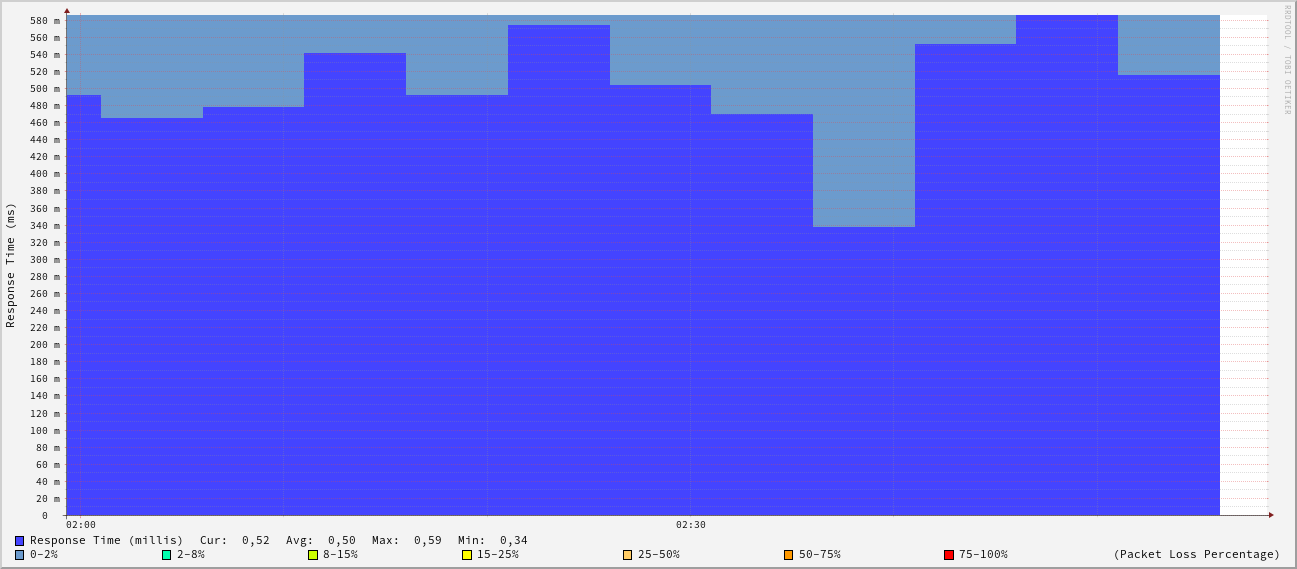 580 m
560 m
540 m
520 m
500 m
480 m
460 m
440 m
420 m
400 m
380 m
360 m
340 m
320 m
300 m
280 m
260 m
240 m
220 m
200 m
180 m
160 m
140 m
120 m
100 m
80 m
60 m
40 m
20 m
0
Response Time (ms)
RRDTOOL / TOBI OETIKER
02:00 02:30
Response Time (millis) Cur: 0,52 Avg: 0,50 Max: 0,59 Min: 0,34
0-2% 2-8% 8-15% 15-25% 25-50% 50-75% 75-100% (Packet Loss Percentage)